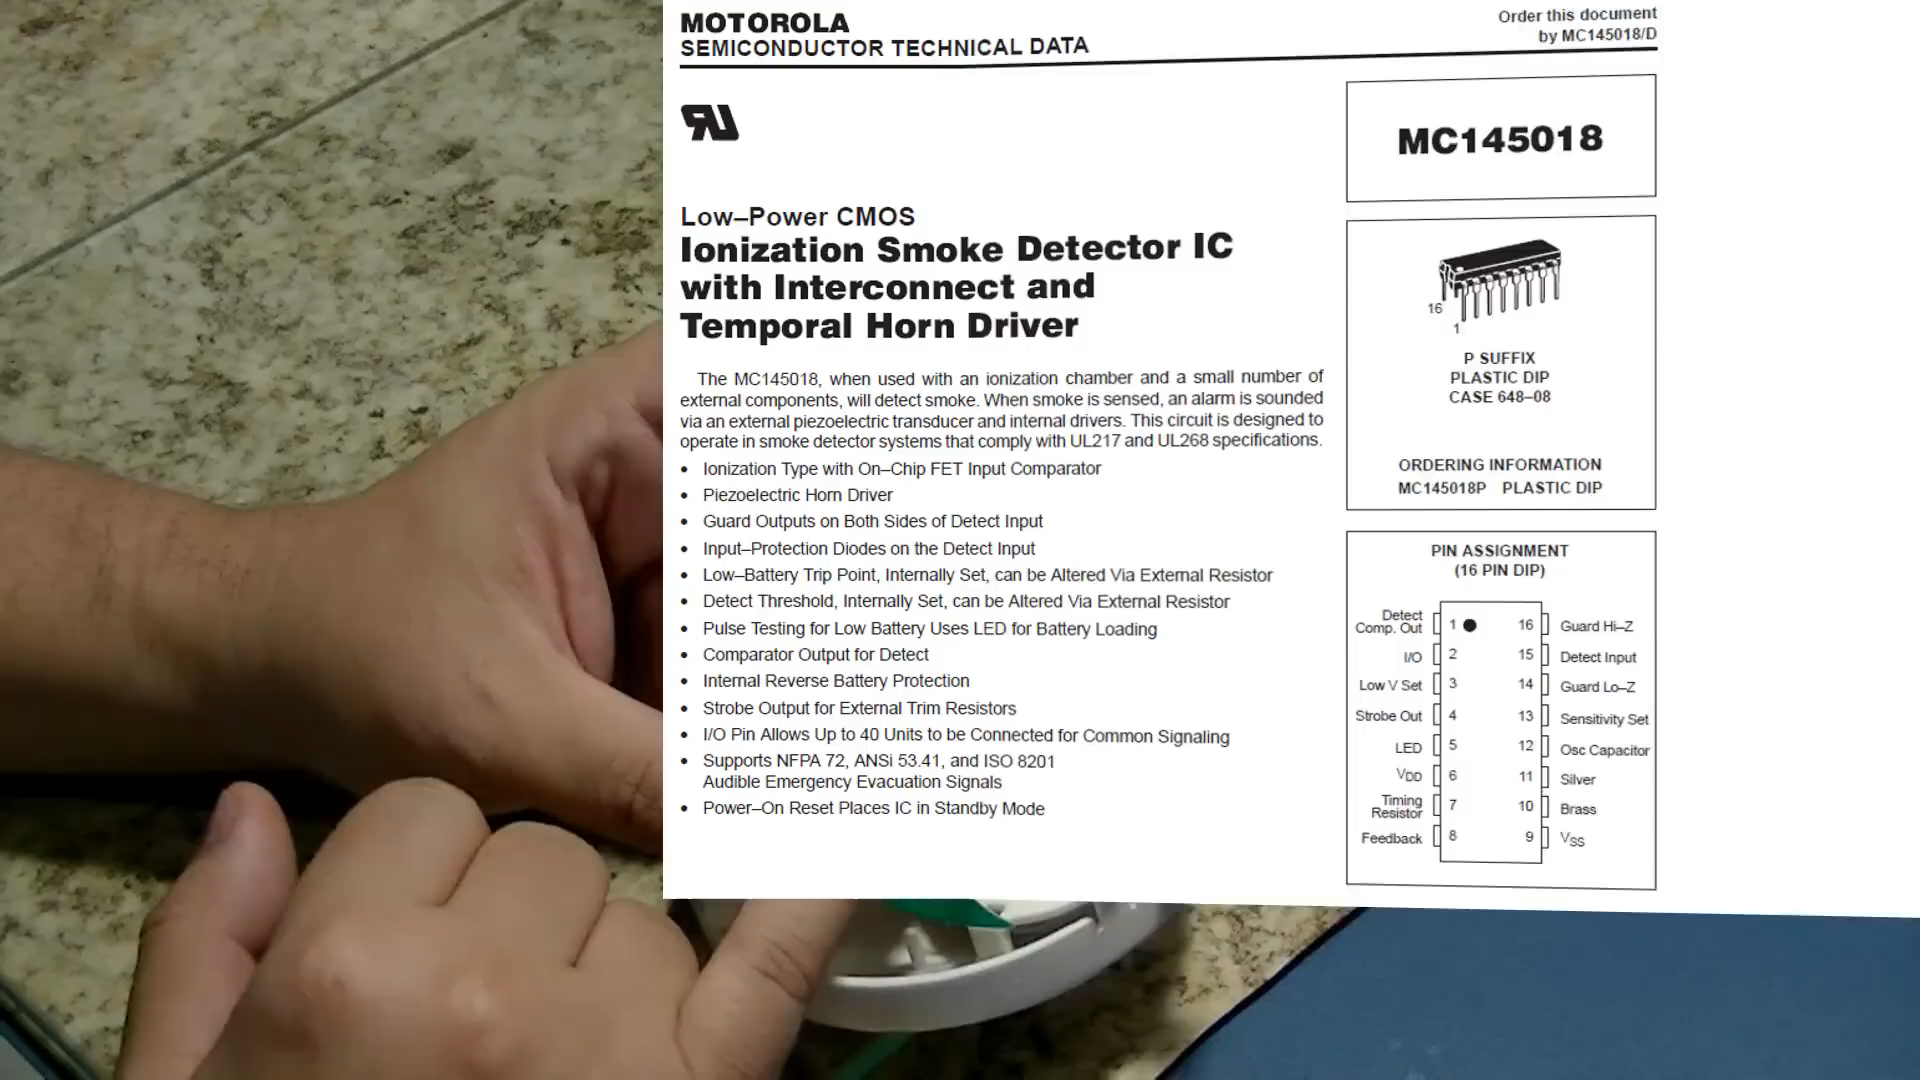 MOTOROLA
SEMICONDUCTOR TECHNICAL DATA
Order this document
by MC145018/D
MC145018
Low–Power CMOS
Ionization Smoke Detector IC
with Interconnect and
Temporal Horn Driver
The MC145018, when used with an ionization chamber and a small number of
external components, will detect smoke. When smoke is sensed, an alarm is sounded
via an external piezoelectric transducer and internal drivers. This circuit is designed to
operate in smoke detector systems that comply with UL217 and UL268 specifications.
• Ionization Type with On–Chip FET Input Comparator
• Piezoelectric Horn Driver
• Guard Outputs on Both Sides of Detect Input
• Input–Protection Diodes on the Detect Input
• Low–Battery Trip Point, Internally Set, can be Altered Via External Resistor
• Detect Threshold, Internally Set, can be Altered Via External Resistor
• Pulse Testing for Low Battery Uses LED for Battery Loading
• Comparator Output for Detect
• Internal Reverse Battery Protection
• Strobe Output for External Trim Resistors
• I/O Pin Allows Up to 40 Units to be Connected for Common Signaling
• Supports NFPA 72, ANSi 53.41, and ISO 8201
Audible Emergency Evacuation Signals
• Power–On Reset Places IC in Standby Mode
16
1
P SUFFIX
PLASTIC DIP
CASE 648–08
ORDERING INFORMATION
MC145018P PLASTIC DIP
PIN ASSIGNMENT
(16 PIN DIP)
Detect
Comp. Out 1 16 Guard Hi–Z
I/O 2 15 Detect Input
Low V Set 3 14 Guard Lo–Z
Strobe Out 4 13 Sensitivity Set
LED 5 12 Osc Capacitor
VDD 6 11 Silver
Timing
Resistor 7 10 Brass
Feedback 8 9 VSS